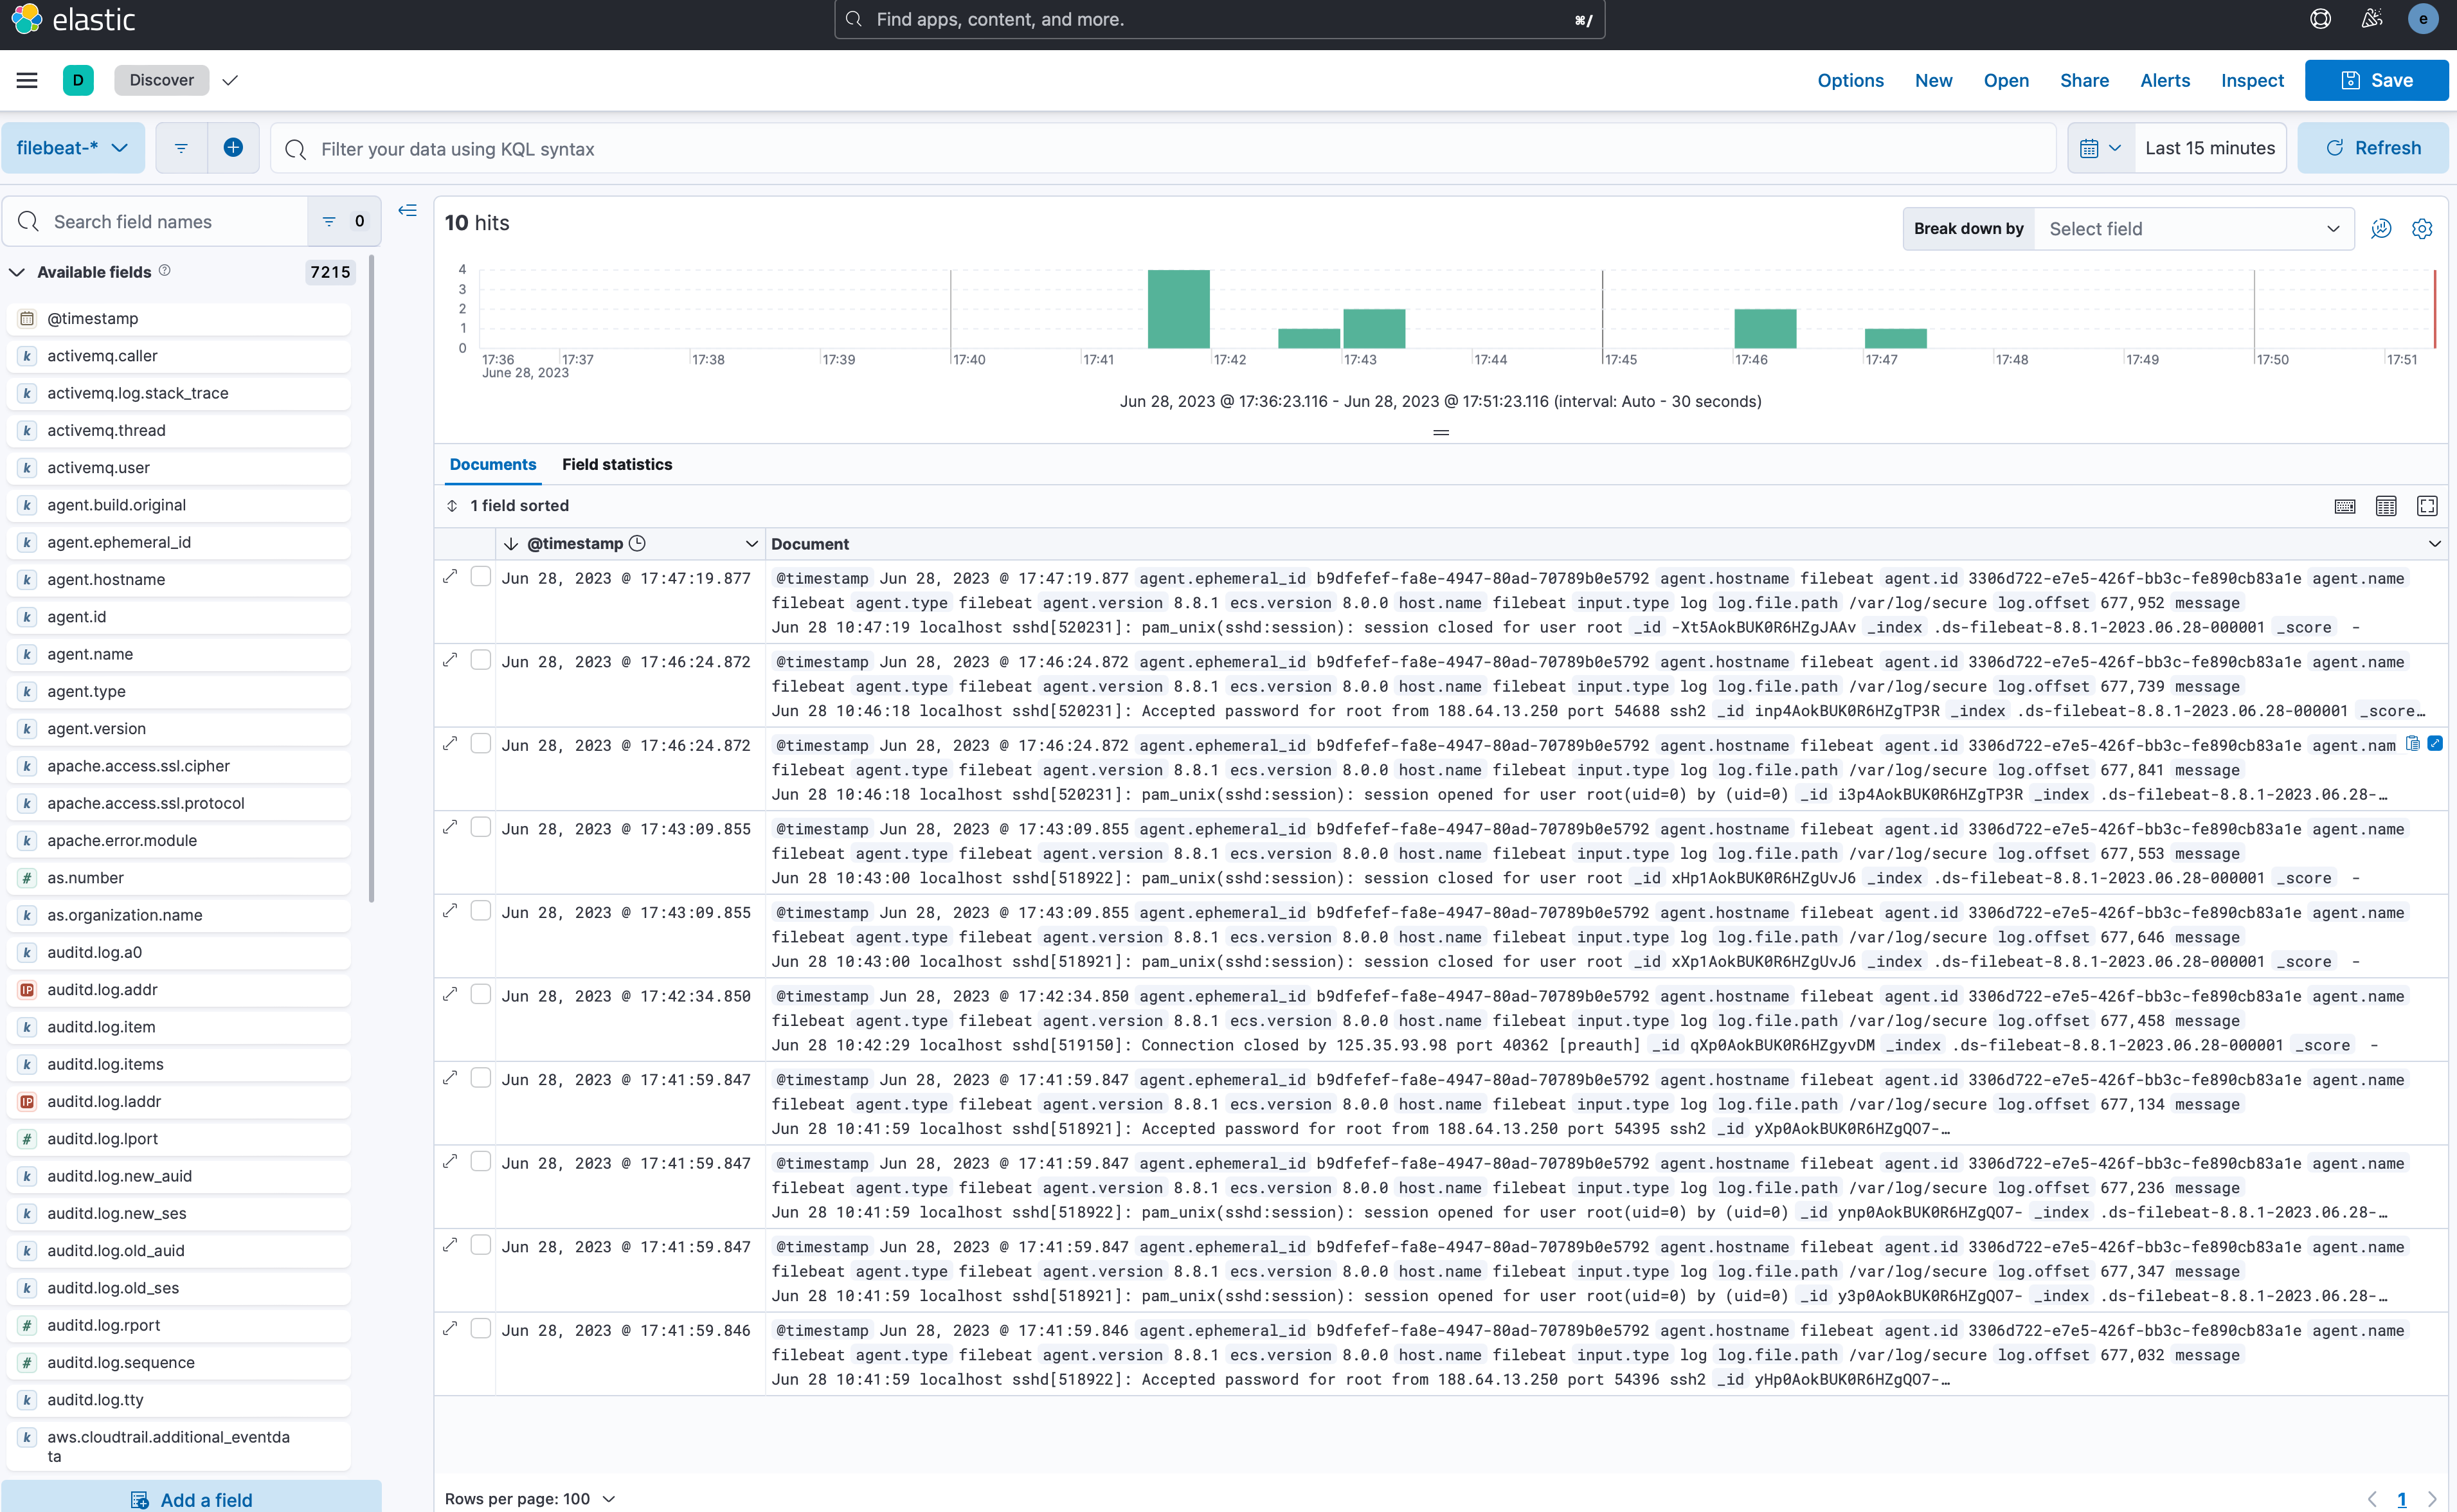 elastic
Find apps, content, and more.
⌘/
e
D
Discover
Options
New
Open
Share
Alerts
Inspect
Save
filebeat-*
Filter your data using KQL syntax
Last 15 minutes
Refresh
Search field names
0
Available fields
7215
@timestamp
k activemq.caller
k activemq.log.stack_trace
k activemq.thread
k activemq.user
k agent.build.original
k agent.ephemeral_id
k agent.hostname
k agent.id
k agent.name
k agent.type
k agent.version
k apache.access.ssl.cipher
k apache.access.ssl.protocol
k apache.error.module
# as.number
k as.organization.name
k auditd.log.a0
IP auditd.log.addr
k auditd.log.item
k auditd.log.items
IP auditd.log.laddr
# auditd.log.lport
k auditd.log.new_auid
k auditd.log.new_ses
k auditd.log.old_auid
k auditd.log.old_ses
# auditd.log.rport
# auditd.log.sequence
k auditd.log.tty
k aws.cloudtrail.additional_eventda
ta
Add a field
10 hits
Break down by
Select field
4
3
2
1
0
17:36 17:37 17:38 17:39 17:40 17:41 17:42 17:43 17:44 17:45 17:46 17:47 17:48 17:49 17:50 17:51
June 28, 2023
Jun 28, 2023 @ 17:36:23.116 - Jun 28, 2023 @ 17:51:23.116 (interval: Auto - 30 seconds)
Documents
Field statistics
1 field sorted
@timestamp
Document
Jun 28, 2023 @ 17:47:19.877 @timestamp Jun 28, 2023 @ 17:47:19.877 agent.ephemeral_id b9dfefef-fa8e-4947-80ad-70789b0e5792 agent.hostname filebeat agent.id 3306d722-e7e5-426f-bb3c-fe890cb83a1e agent.name
filebeat agent.type filebeat agent.version 8.8.1 ecs.version 8.0.0 host.name filebeat input.type log log.file.path /var/log/secure log.offset 677,952 message
Jun 28 10:47:19 localhost sshd[520231]: pam_unix(sshd:session): session closed for user root _id -Xt5AokBUK0R6HZgJAAv _index .ds-filebeat-8.8.1-2023.06.28-000001 _score -
Jun 28, 2023 @ 17:46:24.872 @timestamp Jun 28, 2023 @ 17:46:24.872 agent.ephemeral_id b9dfefef-fa8e-4947-80ad-70789b0e5792 agent.hostname filebeat agent.id 3306d722-e7e5-426f-bb3c-fe890cb83a1e agent.name
filebeat agent.type filebeat agent.version 8.8.1 ecs.version 8.0.0 host.name filebeat input.type log log.file.path /var/log/secure log.offset 677,739 message
Jun 28 10:46:18 localhost sshd[520231]: Accepted password for root from 188.64.13.250 port 54688 ssh2 _id inp4AokBUK0R6HZgTP3R _index .ds-filebeat-8.8.1-2023.06.28-000001 _score…
Jun 28, 2023 @ 17:46:24.872 @timestamp Jun 28, 2023 @ 17:46:24.872 agent.ephemeral_id b9dfefef-fa8e-4947-80ad-70789b0e5792 agent.hostname filebeat agent.id 3306d722-e7e5-426f-bb3c-fe890cb83a1e agent.nam
filebeat agent.type filebeat agent.version 8.8.1 ecs.version 8.0.0 host.name filebeat input.type log log.file.path /var/log/secure log.offset 677,841 message
Jun 28 10:46:18 localhost sshd[520231]: pam_unix(sshd:session): session opened for user root(uid=0) by (uid=0) _id i3p4AokBUK0R6HZgTP3R _index .ds-filebeat-8.8.1-2023.06.28-…
Jun 28, 2023 @ 17:43:09.855 @timestamp Jun 28, 2023 @ 17:43:09.855 agent.ephemeral_id b9dfefef-fa8e-4947-80ad-70789b0e5792 agent.hostname filebeat agent.id 3306d722-e7e5-426f-bb3c-fe890cb83a1e agent.name
filebeat agent.type filebeat agent.version 8.8.1 ecs.version 8.0.0 host.name filebeat input.type log log.file.path /var/log/secure log.offset 677,553 message
Jun 28 10:43:00 localhost sshd[518922]: pam_unix(sshd:session): session closed for user root _id xHp1AokBUK0R6HZgUvJ6 _index .ds-filebeat-8.8.1-2023.06.28-000001 _score -
Jun 28, 2023 @ 17:43:09.855 @timestamp Jun 28, 2023 @ 17:43:09.855 agent.ephemeral_id b9dfefef-fa8e-4947-80ad-70789b0e5792 agent.hostname filebeat agent.id 3306d722-e7e5-426f-bb3c-fe890cb83a1e agent.name
filebeat agent.type filebeat agent.version 8.8.1 ecs.version 8.0.0 host.name filebeat input.type log log.file.path /var/log/secure log.offset 677,646 message
Jun 28 10:43:00 localhost sshd[518921]: pam_unix(sshd:session): session closed for user root _id xXp1AokBUK0R6HZgUvJ6 _index .ds-filebeat-8.8.1-2023.06.28-000001 _score -
Jun 28, 2023 @ 17:42:34.850 @timestamp Jun 28, 2023 @ 17:42:34.850 agent.ephemeral_id b9dfefef-fa8e-4947-80ad-70789b0e5792 agent.hostname filebeat agent.id 3306d722-e7e5-426f-bb3c-fe890cb83a1e agent.name
filebeat agent.type filebeat agent.version 8.8.1 ecs.version 8.0.0 host.name filebeat input.type log log.file.path /var/log/secure log.offset 677,458 message
Jun 28 10:42:29 localhost sshd[519150]: Connection closed by 125.35.93.98 port 40362 [preauth] _id qXp0AokBUK0R6HZgyvDM _index .ds-filebeat-8.8.1-2023.06.28-000001 _score -
Jun 28, 2023 @ 17:41:59.847 @timestamp Jun 28, 2023 @ 17:41:59.847 agent.ephemeral_id b9dfefef-fa8e-4947-80ad-70789b0e5792 agent.hostname filebeat agent.id 3306d722-e7e5-426f-bb3c-fe890cb83a1e agent.name
filebeat agent.type filebeat agent.version 8.8.1 ecs.version 8.0.0 host.name filebeat input.type log log.file.path /var/log/secure log.offset 677,134 message
Jun 28 10:41:59 localhost sshd[518921]: Accepted password for root from 188.64.13.250 port 54395 ssh2 _id yXp0AokBUK0R6HZgQO7-…
Jun 28, 2023 @ 17:41:59.847 @timestamp Jun 28, 2023 @ 17:41:59.847 agent.ephemeral_id b9dfefef-fa8e-4947-80ad-70789b0e5792 agent.hostname filebeat agent.id 3306d722-e7e5-426f-bb3c-fe890cb83a1e agent.name
filebeat agent.type filebeat agent.version 8.8.1 ecs.version 8.0.0 host.name filebeat input.type log log.file.path /var/log/secure log.offset 677,236 message
Jun 28 10:41:59 localhost sshd[518922]: pam_unix(sshd:session): session opened for user root(uid=0) by (uid=0) _id ynp0AokBUK0R6HZgQO7- _index .ds-filebeat-8.8.1-2023.06.28-…
Jun 28, 2023 @ 17:41:59.847 @timestamp Jun 28, 2023 @ 17:41:59.847 agent.ephemeral_id b9dfefef-fa8e-4947-80ad-70789b0e5792 agent.hostname filebeat agent.id 3306d722-e7e5-426f-bb3c-fe890cb83a1e agent.name
filebeat agent.type filebeat agent.version 8.8.1 ecs.version 8.0.0 host.name filebeat input.type log log.file.path /var/log/secure log.offset 677,347 message
Jun 28 10:41:59 localhost sshd[518921]: pam_unix(sshd:session): session opened for user root(uid=0) by (uid=0) _id y3p0AokBUK0R6HZgQO7- _index .ds-filebeat-8.8.1-2023.06.28-…
Jun 28, 2023 @ 17:41:59.846 @timestamp Jun 28, 2023 @ 17:41:59.846 agent.ephemeral_id b9dfefef-fa8e-4947-80ad-70789b0e5792 agent.hostname filebeat agent.id 3306d722-e7e5-426f-bb3c-fe890cb83a1e agent.name
filebeat agent.type filebeat agent.version 8.8.1 ecs.version 8.0.0 host.name filebeat input.type log log.file.path /var/log/secure log.offset 677,032 message
Jun 28 10:41:59 localhost sshd[518922]: Accepted password for root from 188.64.13.250 port 54396 ssh2 _id yHp0AokBUK0R6HZgQO7-…
Rows per page: 100
1